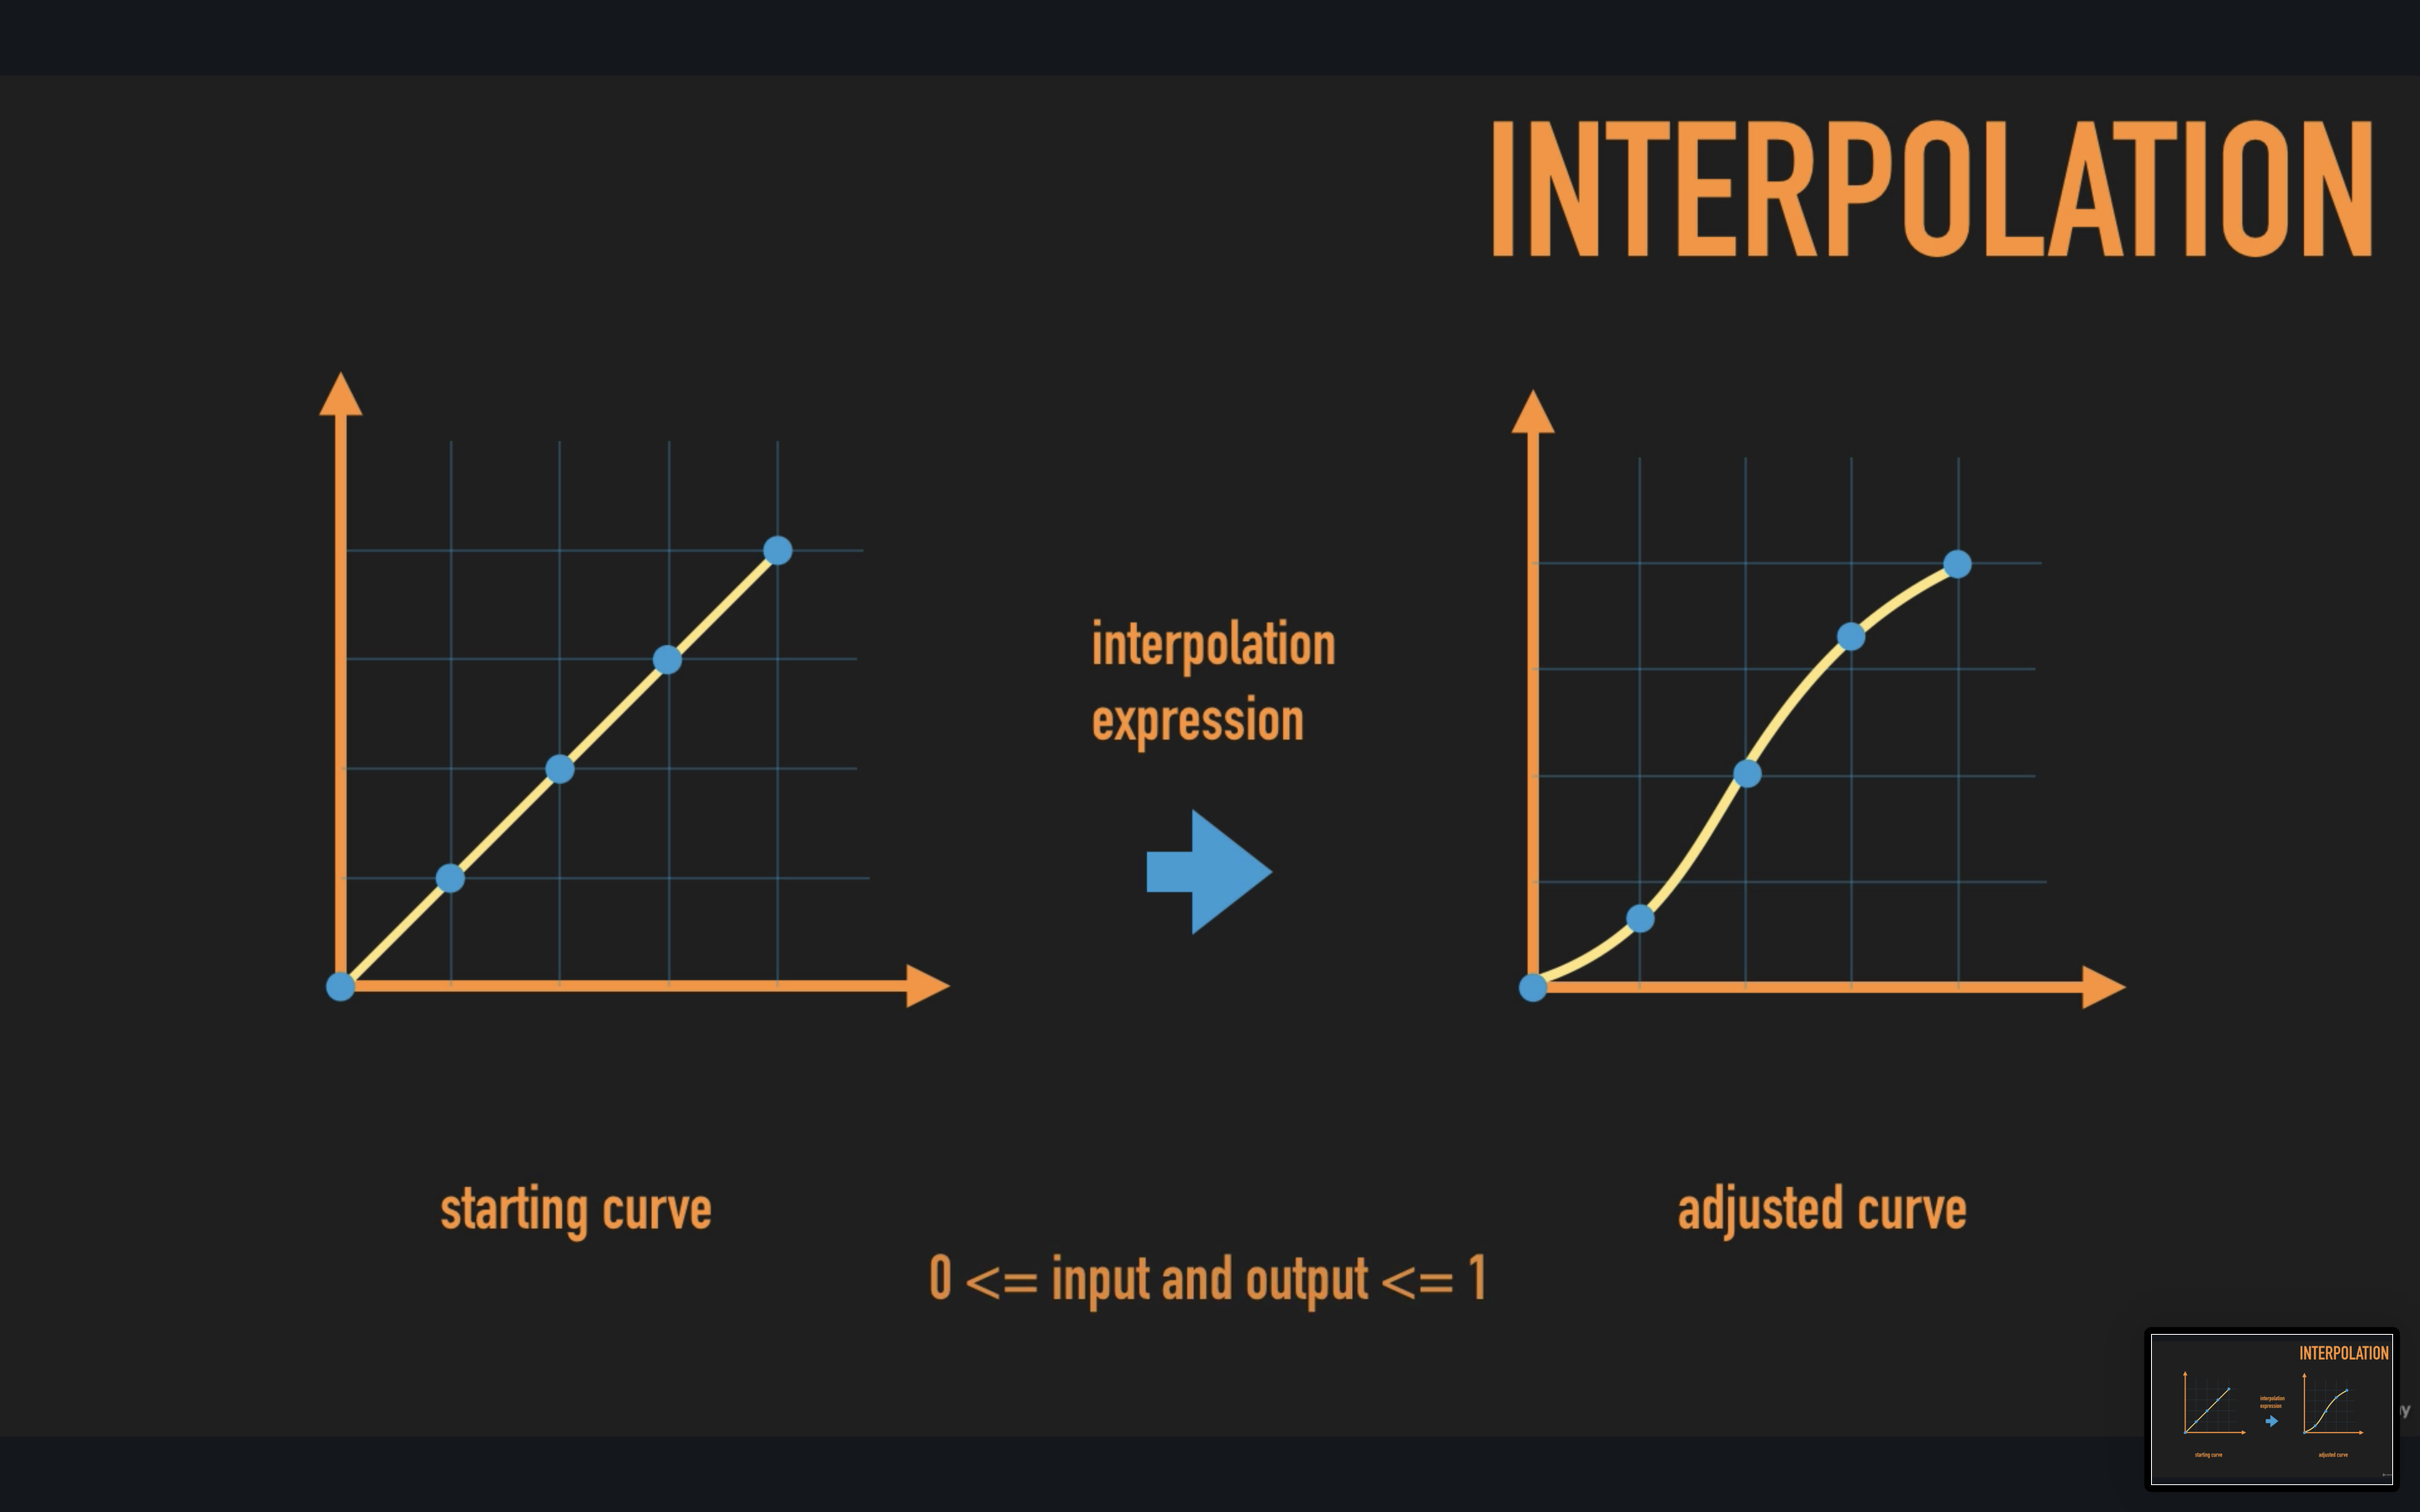 INTERPOLATION
interpolation
expression
starting curve
adjusted curve
0 <= input and output <= 1
INTERPOLATION
interpolation
expression
starting curve
adjusted curve